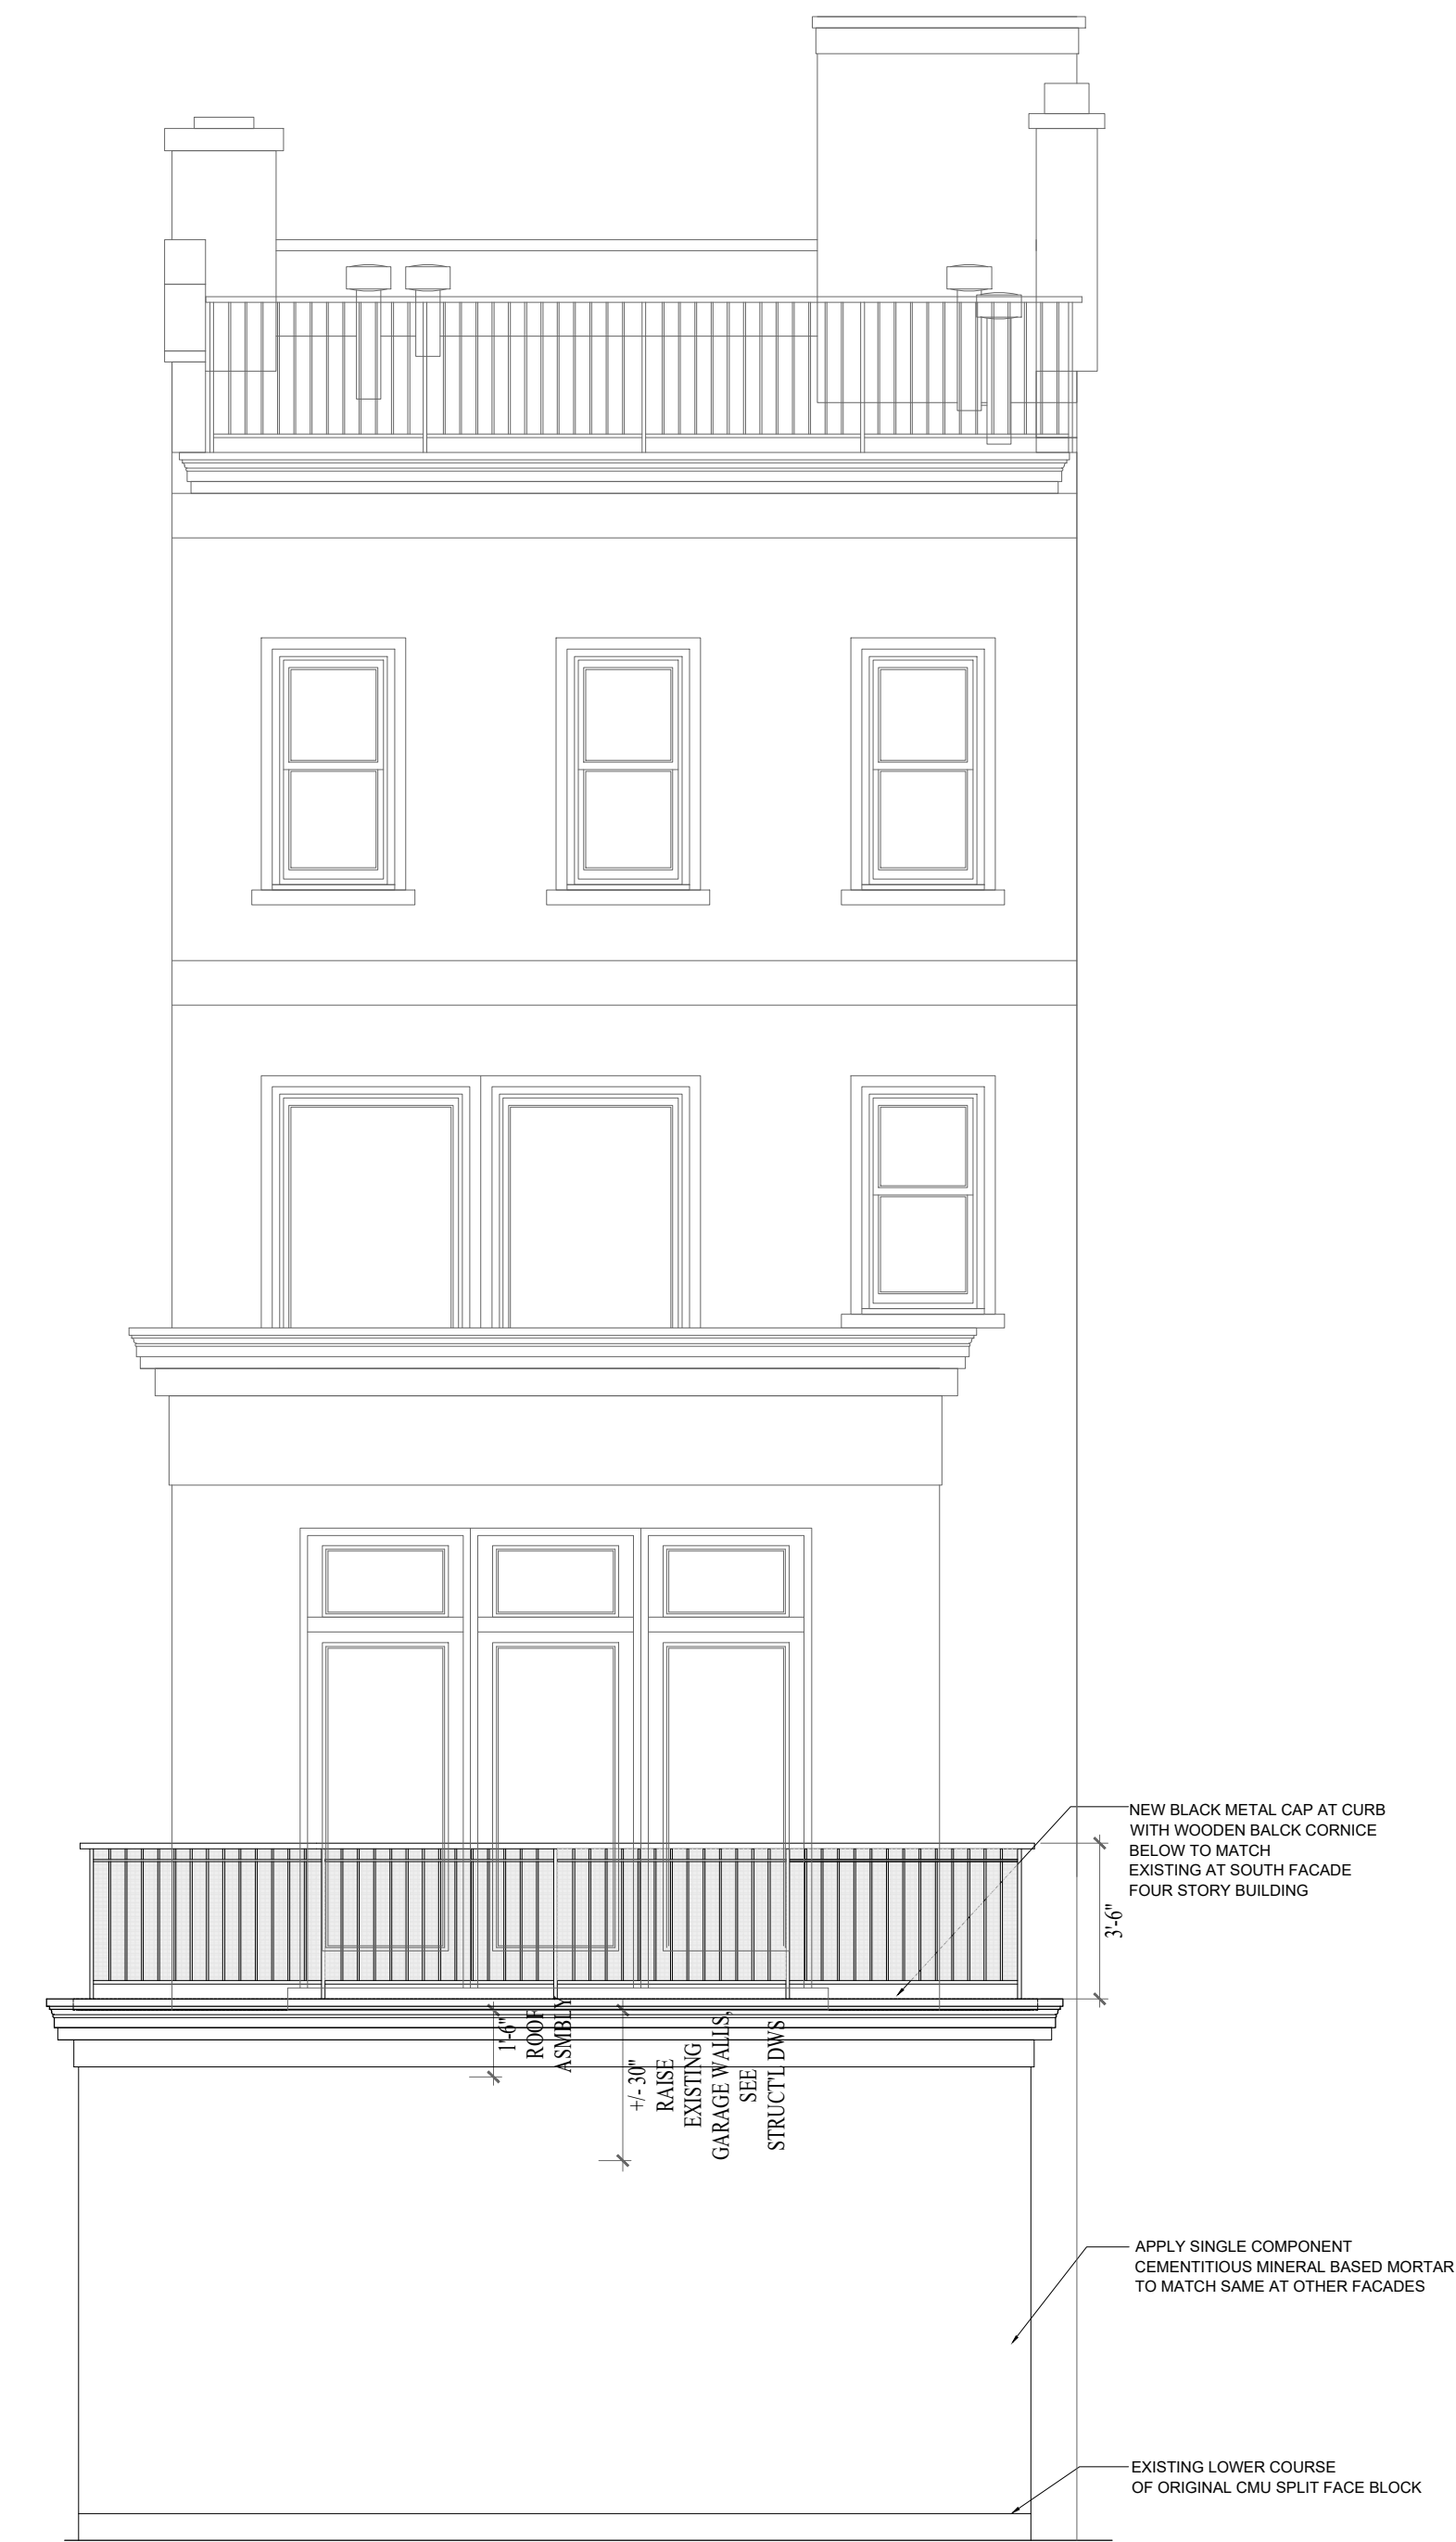 NEW BLACK METAL CAP AT CURB
WITH WOODEN BALCK CORNICE
BELOW TO MATCH
EXISTING AT SOUTH FACADE
FOUR STORY BUILDING
3'-6"
1'-6"
ROOF
ASMBLY
+/- 30"
RAISE
EXISTING
GARAGE WALLS,
SEE
STRUCT'L DWS
APPLY SINGLE COMPONENT
CEMENTITIOUS MINERAL BASED MORTAR
TO MATCH SAME AT OTHER FACADES
EXISTING LOWER COURSE
OF ORIGINAL CMU SPLIT FACE BLOCK